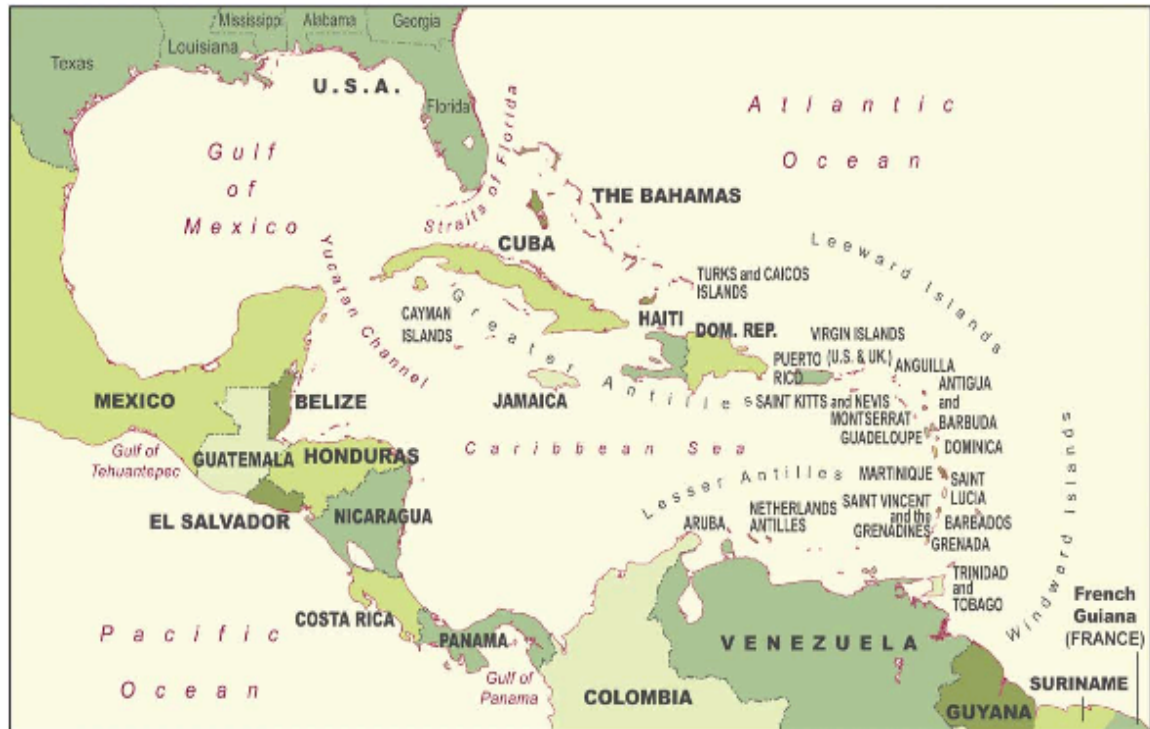 Mississippi
Alabama
Georgia
Louisiana
Texas
U.S.A.
Florida
Atlantic
Ocean
Gulf
of
Mexico
Straits of Florida
THE BAHAMAS
CUBA
Yucatan Channel
Leeward Islands
TURKS and CAICOS
ISLANDS
CAYMAN
ISLANDS
Greater Antilles
HAITI
DOM. REP.
VIRGIN ISLANDS
(U.S. & UK.)
PUERTO
RICO
ANGUILLA
JAMAICA
SAINT KITTS and NEVIS
ANTIGUA
and
BARBUDA
MONTSERRAT
GUADELOUPE
DOMINICA
MEXICO
BELIZE
Gulf of
Tehuantepec
GUATEMALA
HONDURAS
Caribbean Sea
Lesser Antilles
MARTINIQUE
SAINT
LUCIA
Windward Islands
EL SALVADOR
NICARAGUA
ARUBA
NETHERLANDS
ANTILLES
SAINT VINCENT
and the
GRENADINES
BARBADOS
GRENADA
TRINIDAD
and
TOBAGO
COSTA RICA
PANAMA
Gulf of
Panama
Pacific
Ocean
VENEZUELA
COLOMBIA
GUYANA
SURINAME
French
Guiana
(FRANCE)